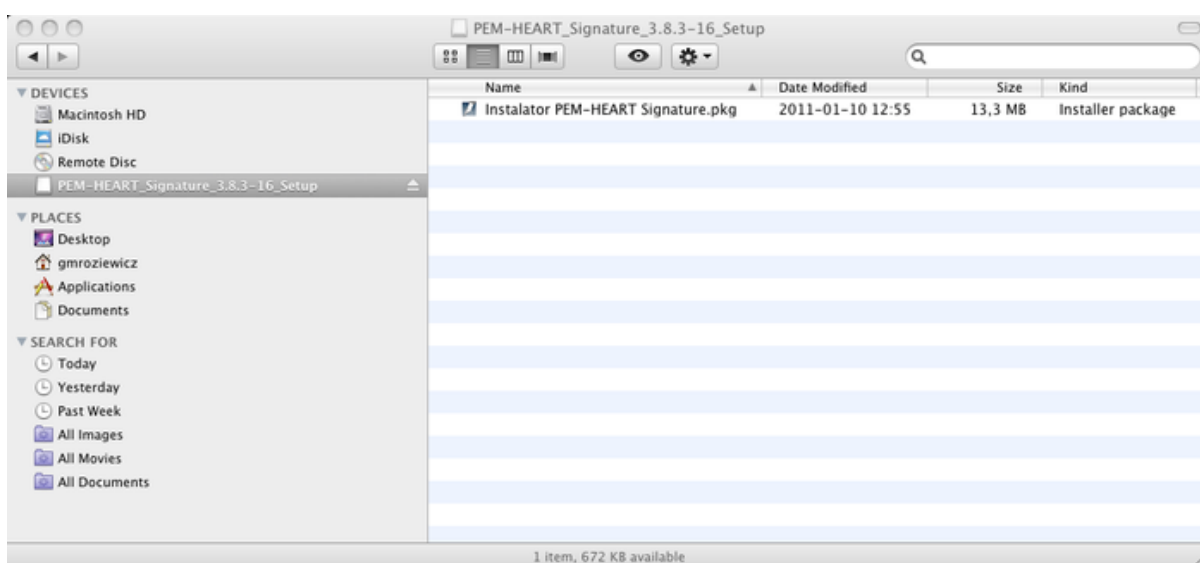 PEM-HEART_Signature_3.8.3-16_Setup
DEVICES
Macintosh HD
iDisk
Remote Disc
PEM-HEART_Signature_3.8.3-16_Setup
PLACES
Desktop
gmroziewicz
Applications
Documents
SEARCH FOR
Today
Yesterday
Past Week
All Images
All Movies
All Documents
Name Date Modified Size Kind
Instalator PEM-HEART Signature.pkg 2011-01-10 12:55 13,3 MB Installer package
1 item, 672 KB available